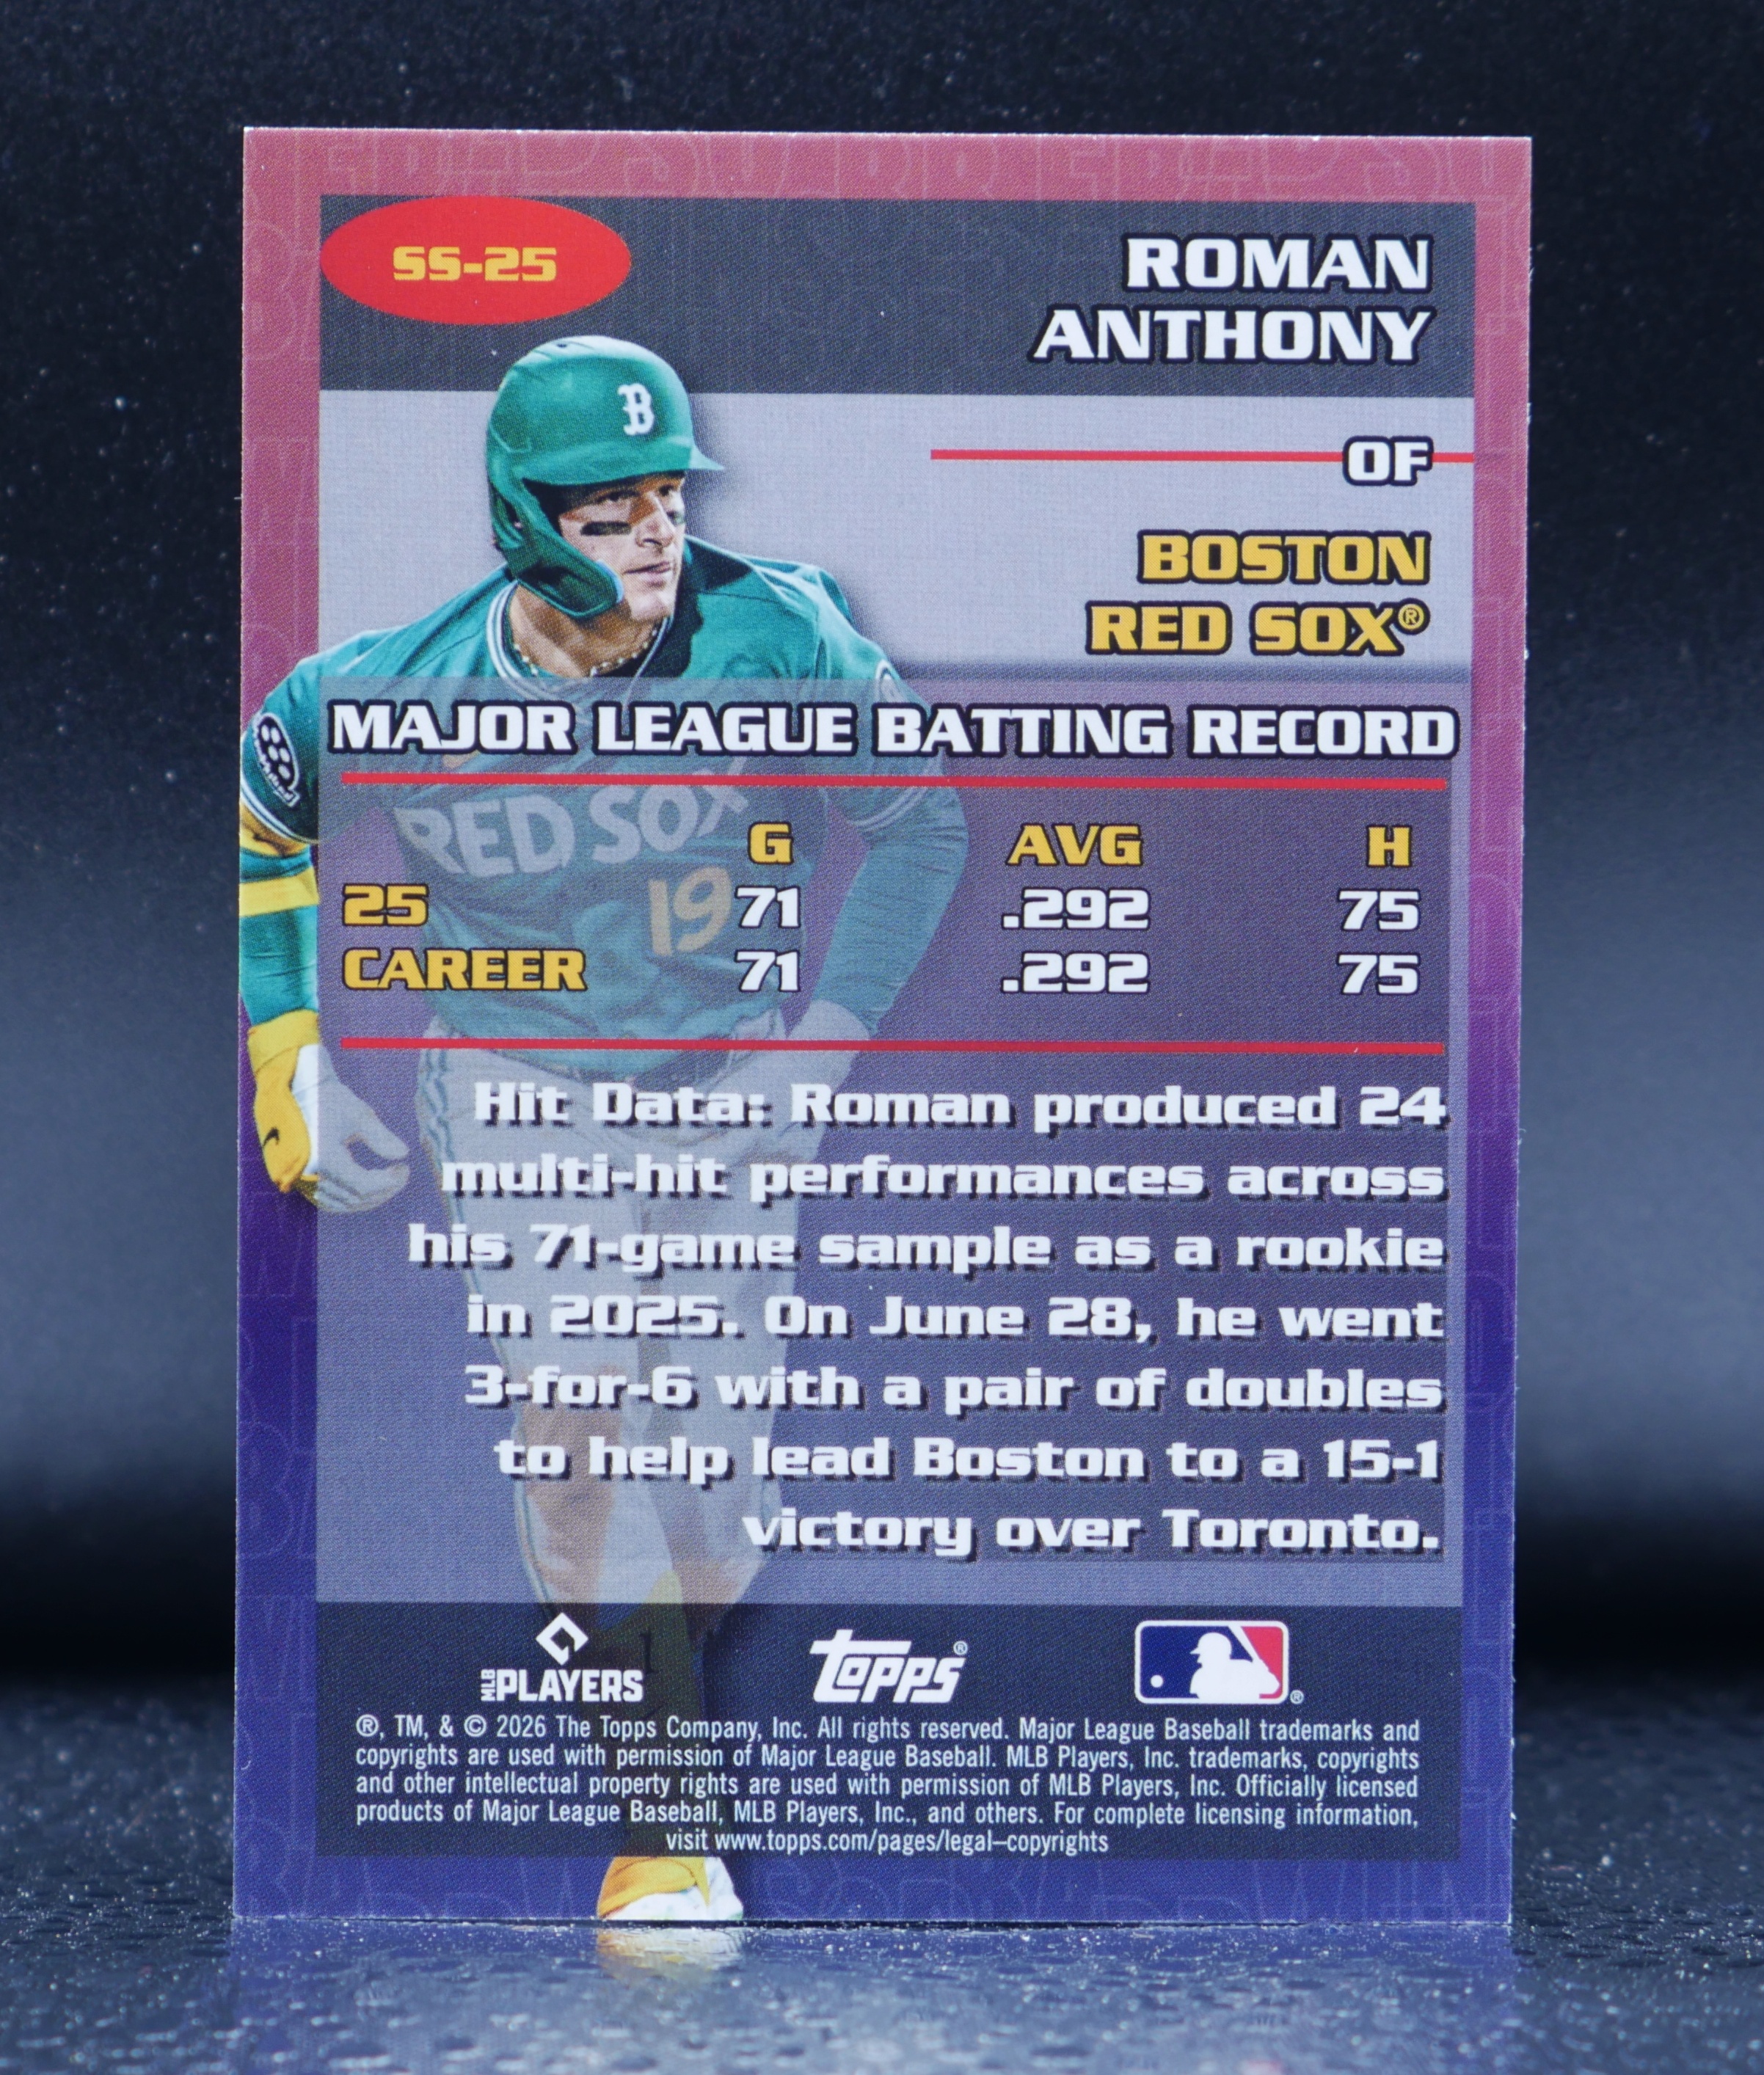 SS-25
ROMAN
ANTHONY
OF
BOSTON
RED SOX®
B
MAJOR LEAGUE BATTING RECORD
RED SOX
19
G AVG H
25 71 .292 75
CAREER 71 .292 75
Hit Data: Roman produced 24
multi-hit performances across
his 71-game sample as a rookie
in 2025. On June 28, he went
3-for-6 with a pair of doubles
to help lead Boston to a 15-1
victory over Toronto.
MLB PLAYERS
Topps®
®
®, TM, & © 2026 The Topps Company, Inc. All rights reserved. Major League Baseball trademarks and
copyrights are used with permission of Major League Baseball. MLB Players, Inc. trademarks, copyrights
and other intellectual property rights are used with permission of MLB Players, Inc. Officially licensed
products of Major League Baseball, MLB Players, Inc., and others. For complete licensing information,
visit www.topps.com/pages/legal–copyrights